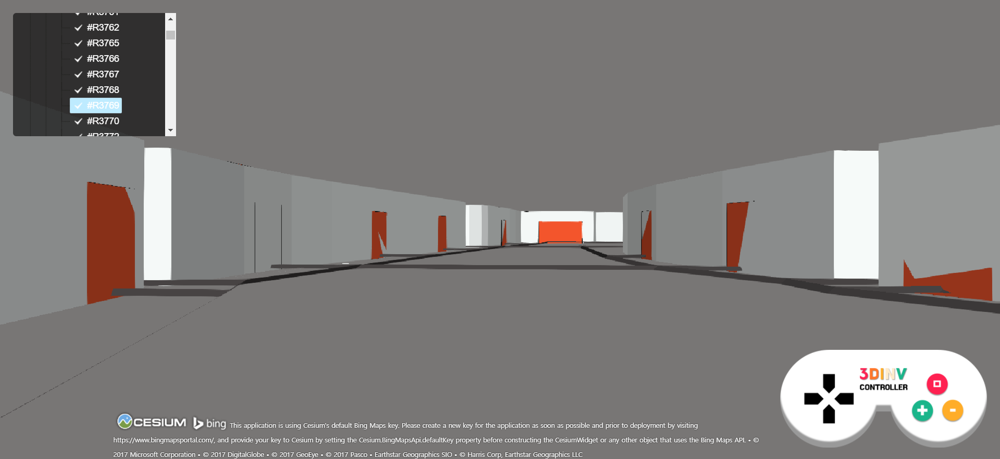 #R3761
#R3762
#R3765
#R3766
#R3767
#R3768
#R3769
#R3770
#R3772
3DINV
CONTROLLER
CESIUM bing This application is using Cesium's default Bing Maps key. Please create a new key for the application as soon as possible and prior to deployment by visiting
https://www.bingmapsportal.com/, and provide your key to Cesium by setting the Cesium.BingMapsApi.defaultKey property before constructing the CesiumWidget or any other object that uses the Bing Maps API. • ©
2017 Microsoft Corporation • © 2017 DigitalGlobe • © 2017 GeoEye • © 2017 Pasco • Earthstar Geographics SIO • © Harris Corp, Earthstar Geographics LLC